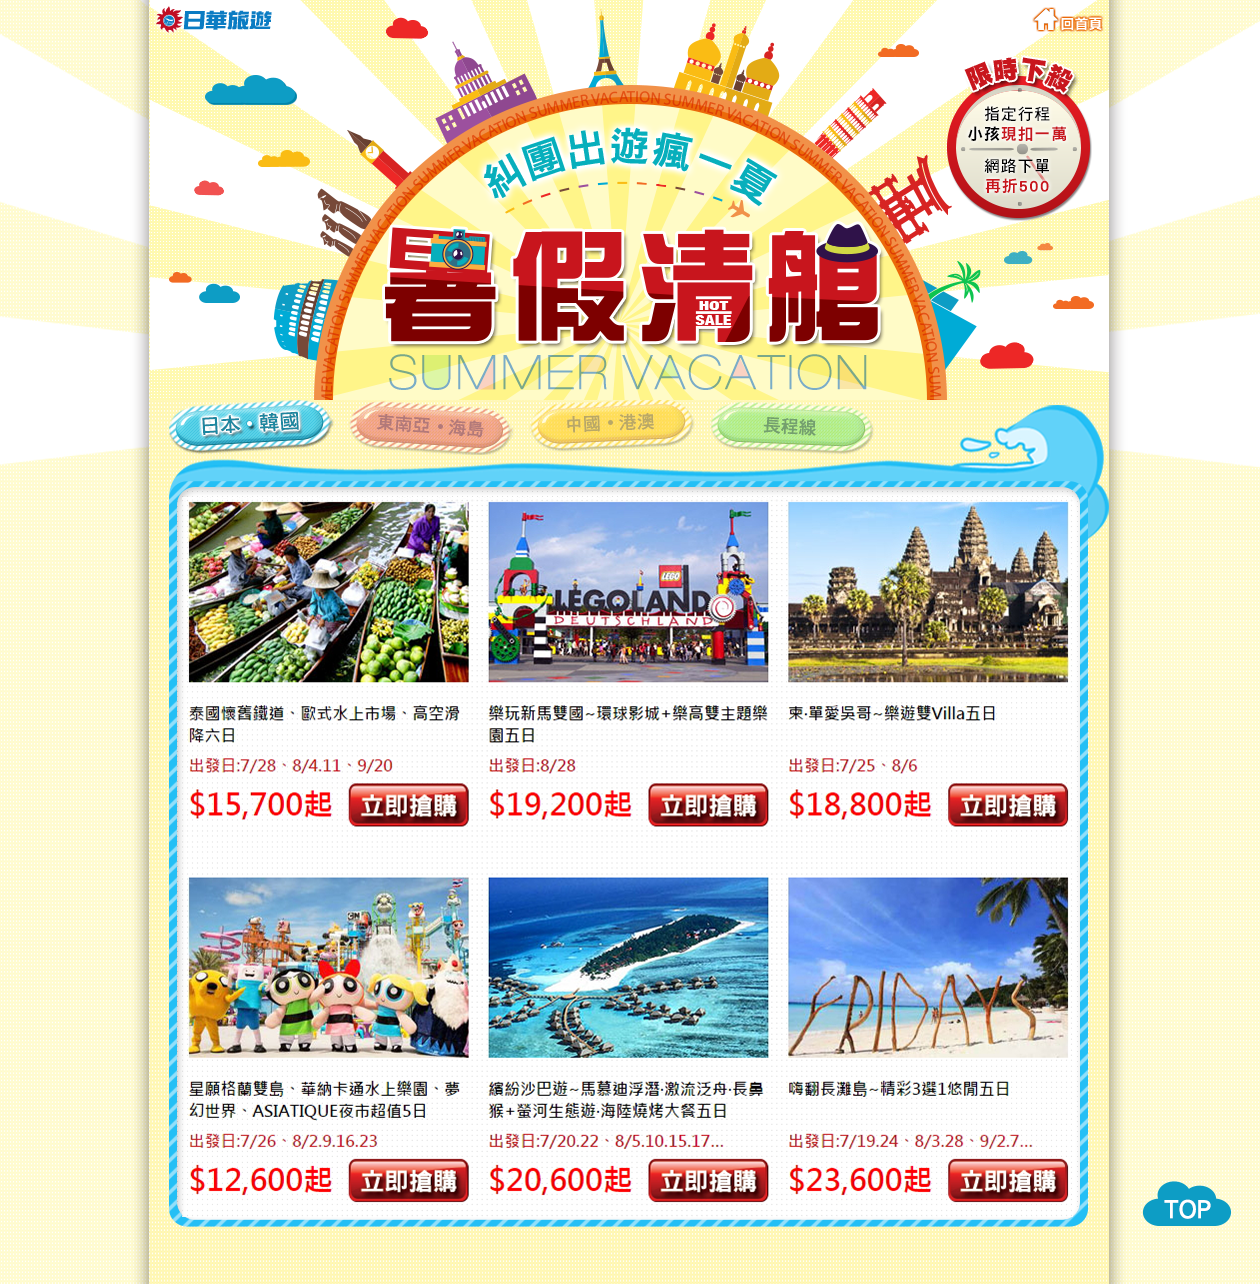 日華旅遊
回首頁
限時下殺
指定行程
小孩現扣一萬
網路下單
再折500
SUMMER VACATION SUMMER VACATION SUMMER VACATION SUMMER VACATION SUMMER VACATION SUMMER VACATION SUM
糾團出遊瘋一夏
暑假清艙
HOT
SALE
SUMMER VACATION
日本・韓國
東南亞・海島
中國・港澳
長程線
LEGO
LEGOLAND
DEUTSCHLAND
泰國懷舊鐵道、歐式水上市場、高空滑
降六日
出發日:7/28、8/4.11、9/20
$15,700起
立即搶購
樂玩新馬雙國~環球影城+樂高雙主題樂
園五日
出發日:8/28
$19,200起
立即搶購
柬‧單愛吳哥~樂遊雙Villa五日
出發日:7/25、8/6
$18,800起
立即搶購
CN
FRIDAYS
星願格蘭雙島、華納卡通水上樂園、夢
幻世界、ASIATIQUE夜市超值5日
出發日:7/26、8/2.9.16.23
$12,600起
立即搶購
繽紛沙巴遊~馬慕迪浮潛‧激流泛舟‧長鼻
猴+螢河生態遊‧海陸燒烤大餐五日
出發日:7/20.22、8/5.10.15.17...
$20,600起
立即搶購
嗨翻長灘島~精彩3選1悠閒五日
出發日:7/19.24、8/3.28、9/2.7...
$23,600起
立即搶購
TOP